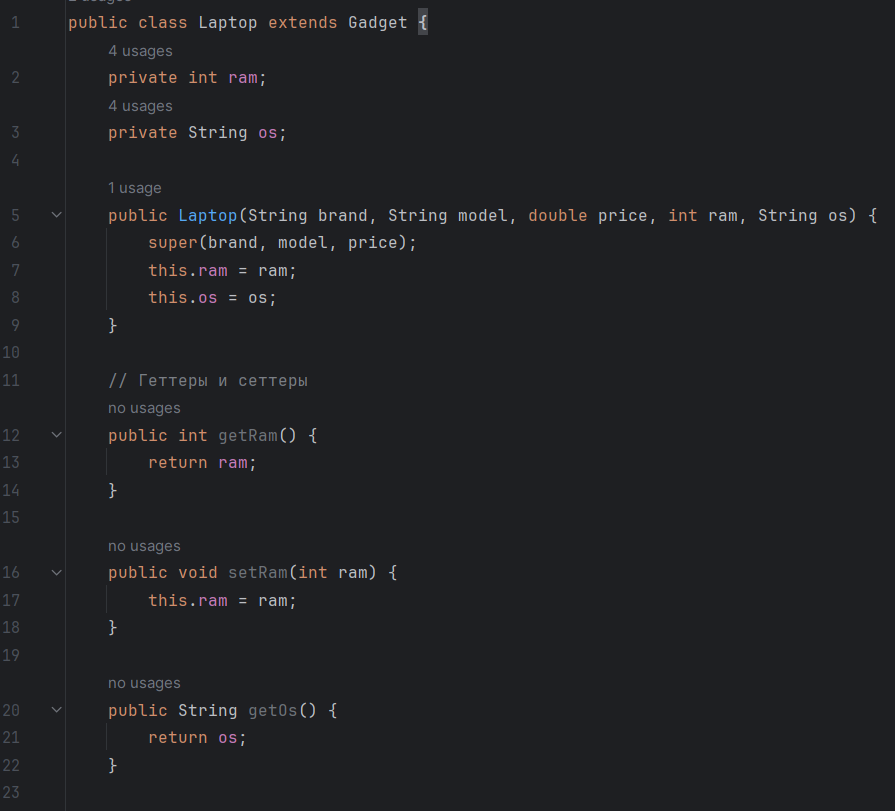 2 usages
1 public class Laptop extends Gadget {
4 usages
2 private int ram;
4 usages
3 private String os;
4
1 usage
5 public Laptop(String brand, String model, double price, int ram, String os) {
6 super(brand, model, price);
7 this.ram = ram;
8 this.os = os;
9 }
10
11 // Геттеры и сеттеры
no usages
12 public int getRam() {
13 return ram;
14 }
15
no usages
16 public void setRam(int ram) {
17 this.ram = ram;
18 }
19
no usages
20 public String getOs() {
21 return os;
22 }
23